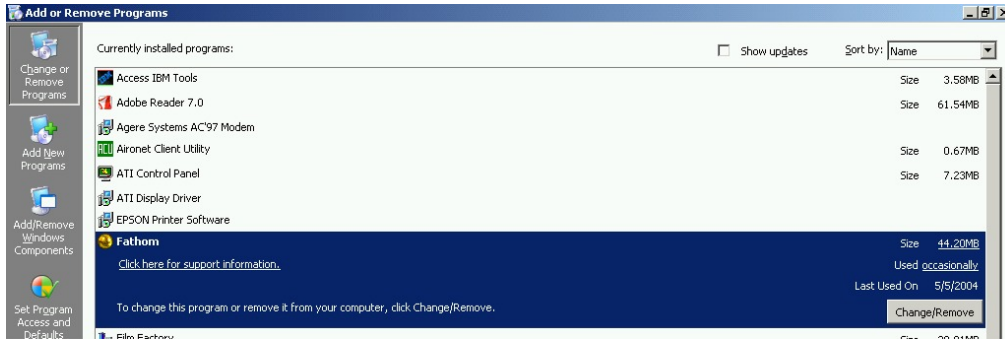 Add or Remove Programs
Change or
Remove
Programs
Add New
Programs
Add/Remove
Windows
Components
Set Program
Access and
Defaults
Currently installed programs:
Show updates
Sort by: Name
Access IBM Tools Size 3.58MB
Adobe Reader 7.0 Size 61.54MB
Agere Systems AC'97 Modem
ACU Aironet Client Utility Size 0.67MB
ATI Control Panel Size 7.23MB
ATI Display Driver
EPSON Printer Software
Fathom Size 44.20MB
Click here for support information. Used occasionally
Last Used On 5/5/2004
To change this program or remove it from your computer, click Change/Remove. Change/Remove
Film Factory Size